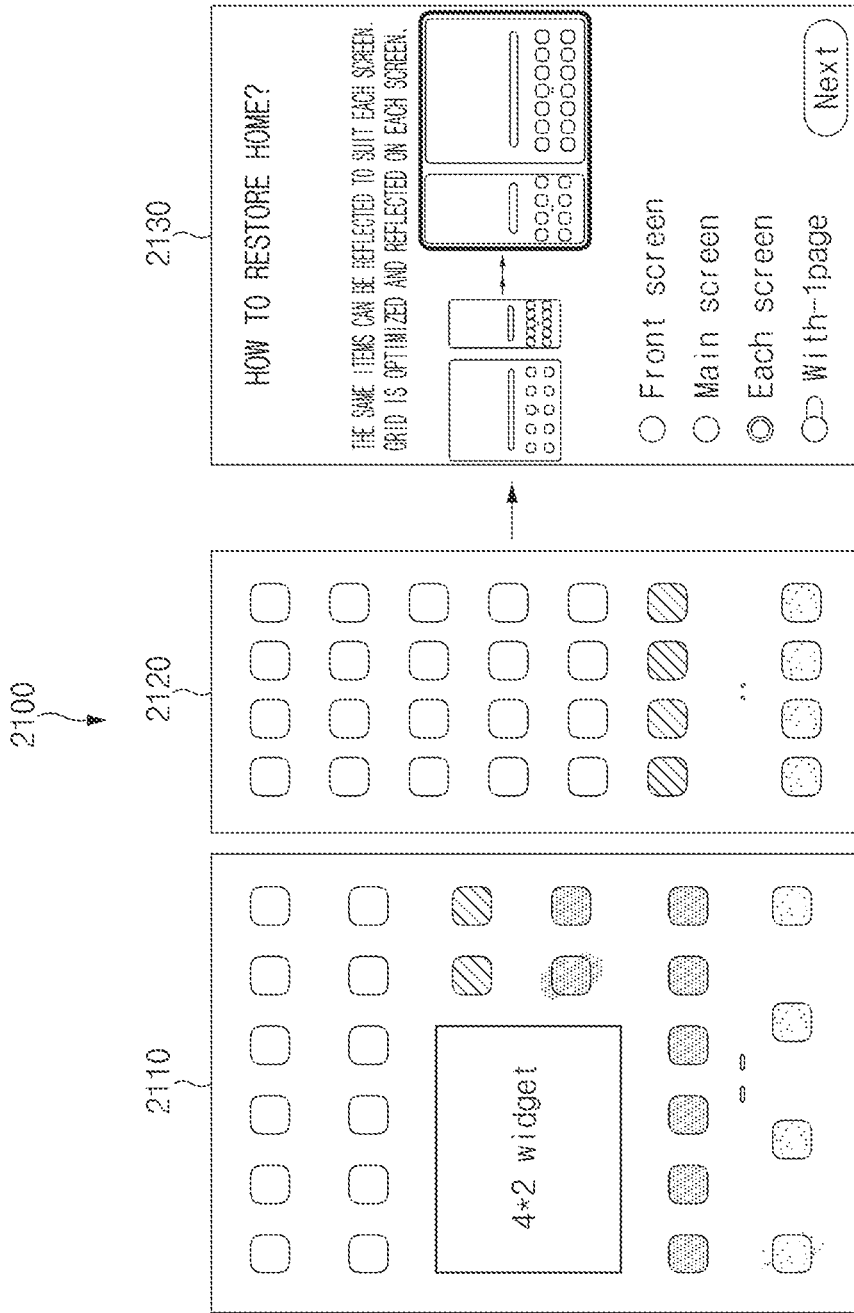 2100
2110
2120
2130
4*2 widget
HOW TO RESTORE HOME?
THE SAME ITEMS CAN BE REFLECTED TO SUIT EACH SCREEN.
GRID IS OPTIMIZED AND REFLECTED ON EACH SCREEN.
Front screen
Main screen
Each screen
With-1page
Next